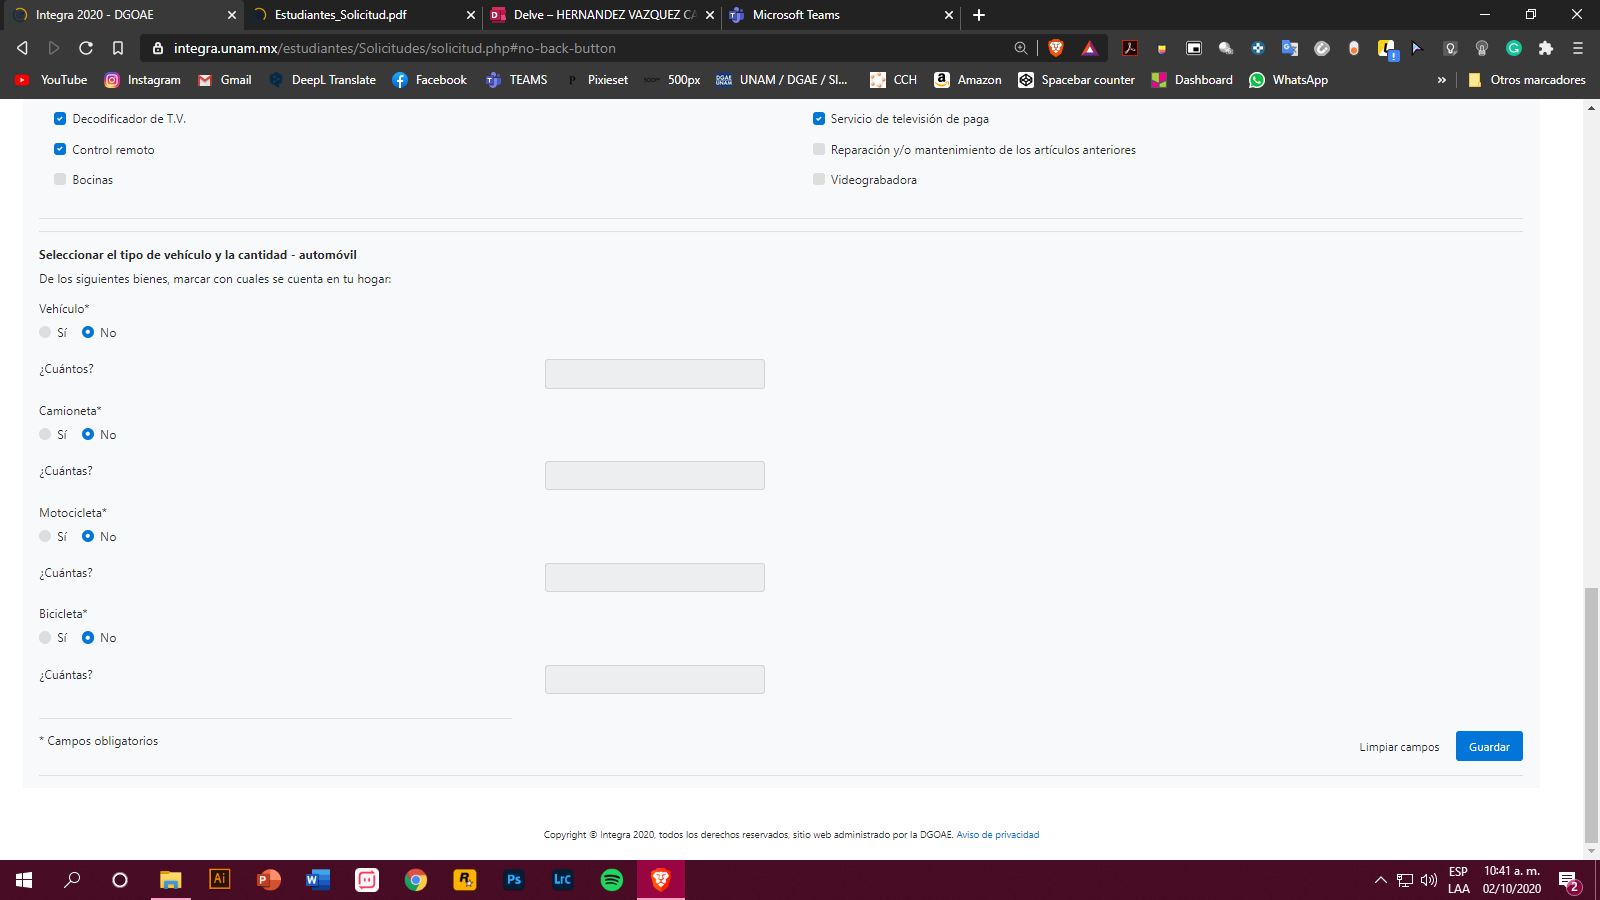 Integra 2020 - DGOAE
Estudiantes_Solicitud.pdf
Delve – HERNANDEZ VAZQUEZ CA
Microsoft Teams
integra.unam.mx/estudiantes/Solicitudes/solicitud.php#no-back-button
YouTube Instagram Gmail DeepL Translate Facebook TEAMS P Pixieset 500px UNAM / DGAE / SI... CCH Amazon Spacebar counter Dashboard WhatsApp » Otros marcadores
Decodificador de T.V. Servicio de televisión de paga
Control remoto Reparación y/o mantenimiento de los artículos anteriores
Bocinas Videograbadora
Seleccionar el tipo de vehículo y la cantidad - automóvil
De los siguientes bienes, marcar con cuales se cuenta en tu hogar:
Vehículo*
Sí No
¿Cuántos?
Camioneta*
Sí No
¿Cuántas?
Motocicleta*
Sí No
¿Cuántas?
Bicicleta*
Sí No
¿Cuántas?
* Campos obligatorios
Limpiar campos Guardar
Copyright © Integra 2020, todos los derechos reservados, sitio web administrado por la DGOAE. Aviso de privacidad
Ai P W R Ps Lrc
ESP 10:41 a. m.
LAA 02/10/2020 2